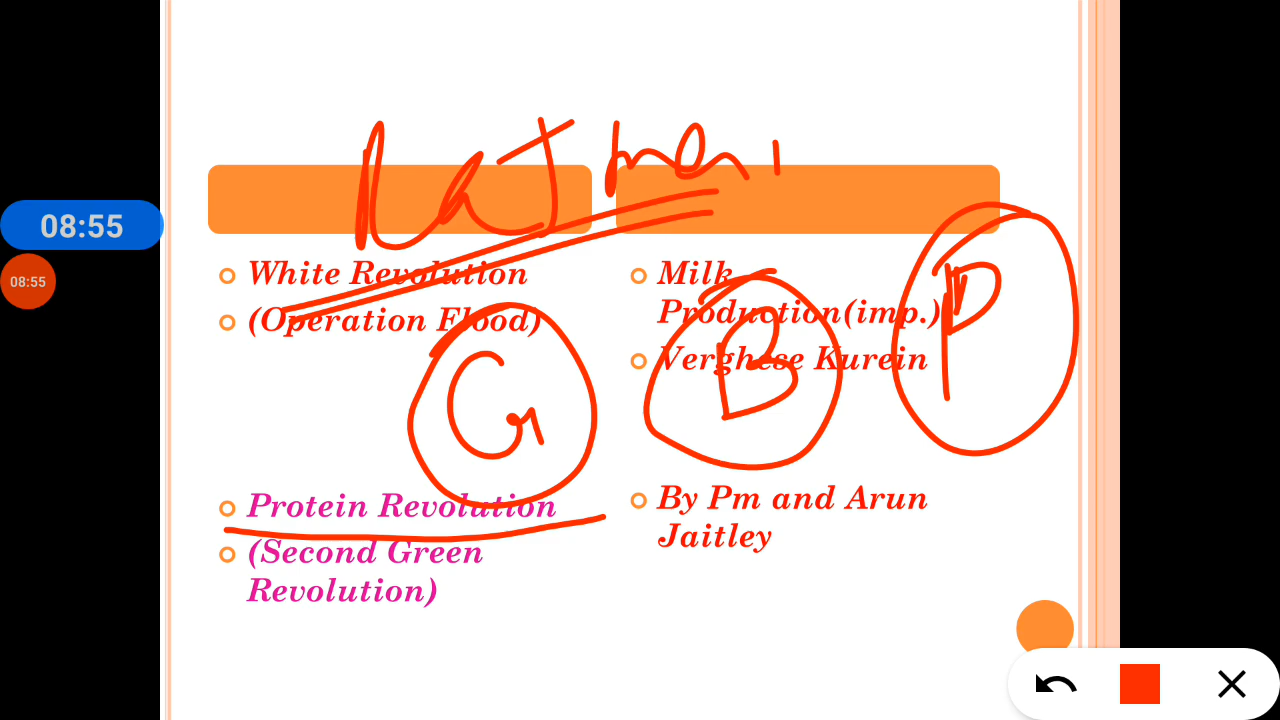 08:55
08:55
White Revolution
(Operation Flood)
Milk
Production(imp.)
Verghese Kurein
G
B
P
Protein Revolution
(Second Green
Revolution)
By Pm and Arun
Jaitley